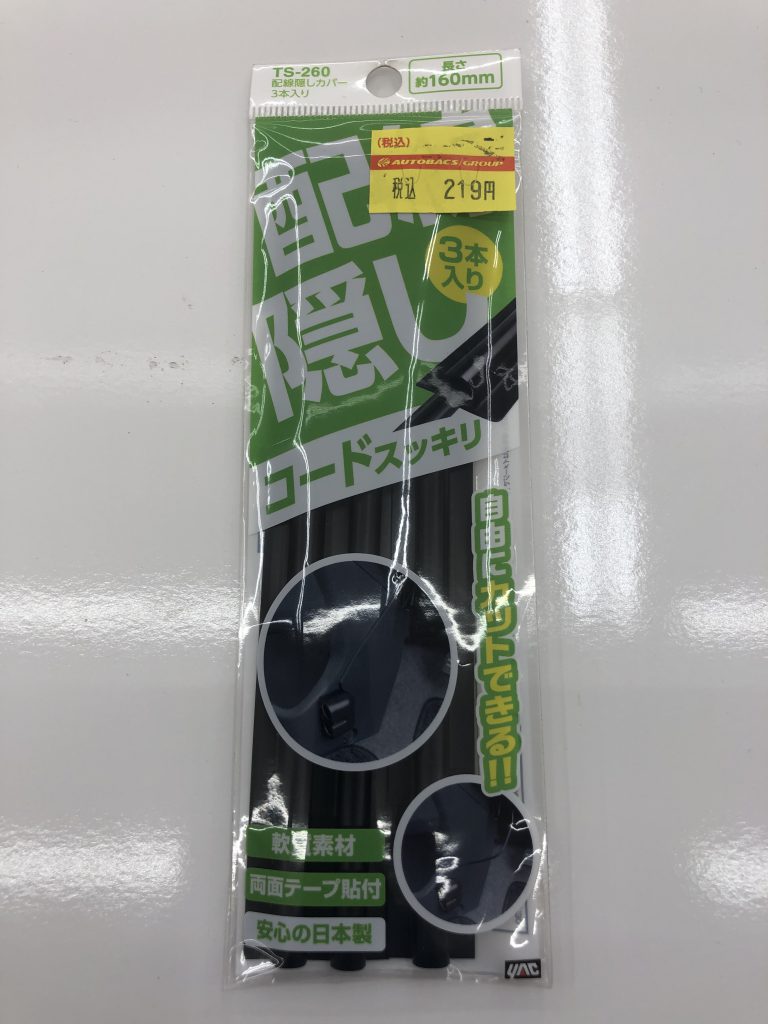 TS-260
配線隠しカバー
3本入り
長さ
約160mm
(税込)
AUTOBACS GROUP
税込 219円
配線
隠し
3本
入り
コードスッキリ
自由にカットできる!!
軟質素材
両面テープ貼付
安心の日本製
YAC